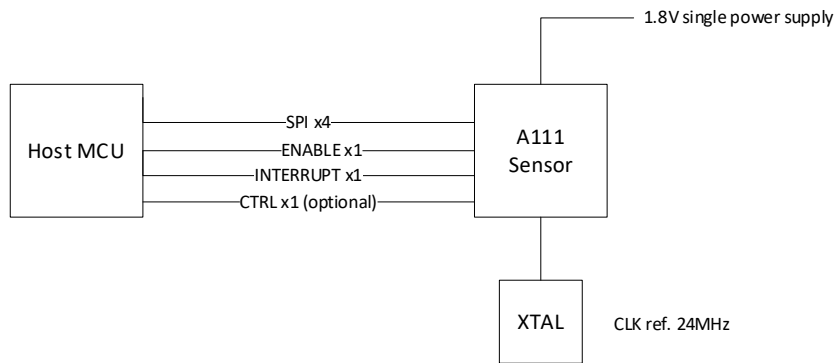 1.8V single power supply
Host MCU
SPI x4
ENABLE x1
INTERRUPT x1
CTRL x1 (optional)
A111
Sensor
XTAL
CLK ref. 24MHz